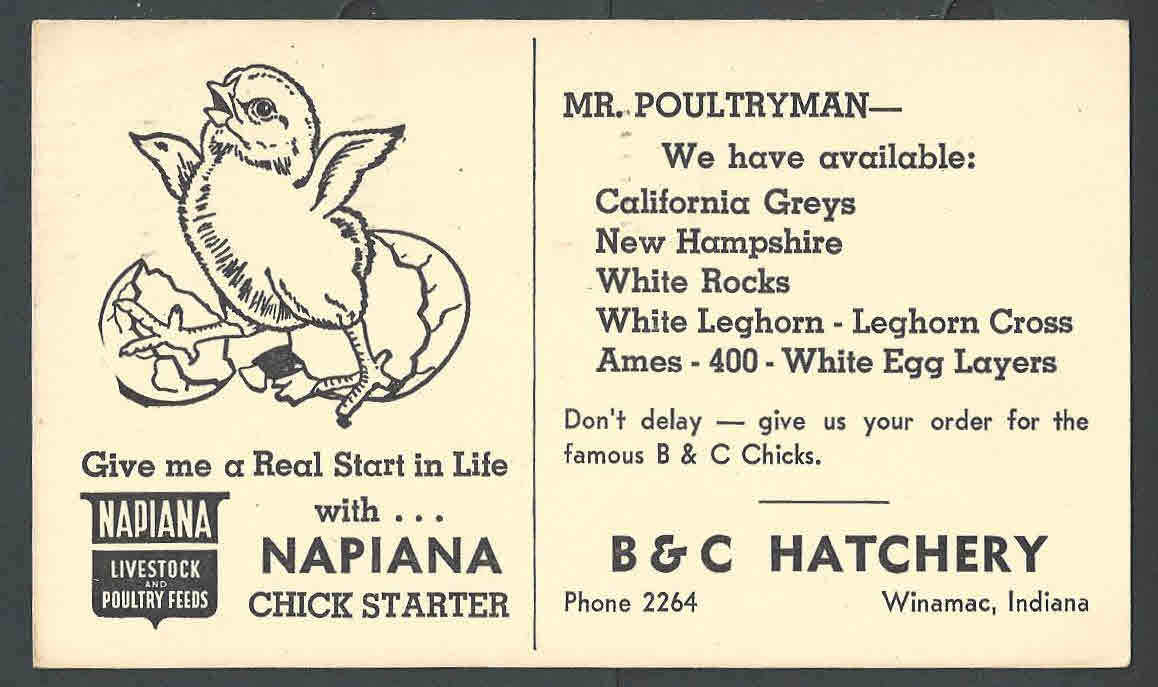 Give me a Real Start in Life
with . . .
NAPIANA
CHICK STARTER
NAPIANA
LIVESTOCK
AND
POULTRY FEEDS
MR. POULTRYMAN—
We have available:
California Greys
New Hampshire
White Rocks
White Leghorn - Leghorn Cross
Ames - 400 - White Egg Layers
Don't delay — give us your order for the
famous B & C Chicks.
B & C HATCHERY
Phone 2264 Winamac, Indiana